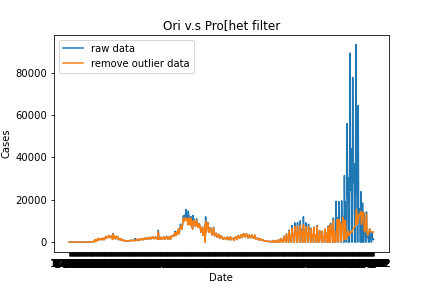 Ori v.s Pro[het filter
raw data
remove outlier data
80000
60000
40000
20000
0
Cases
Date